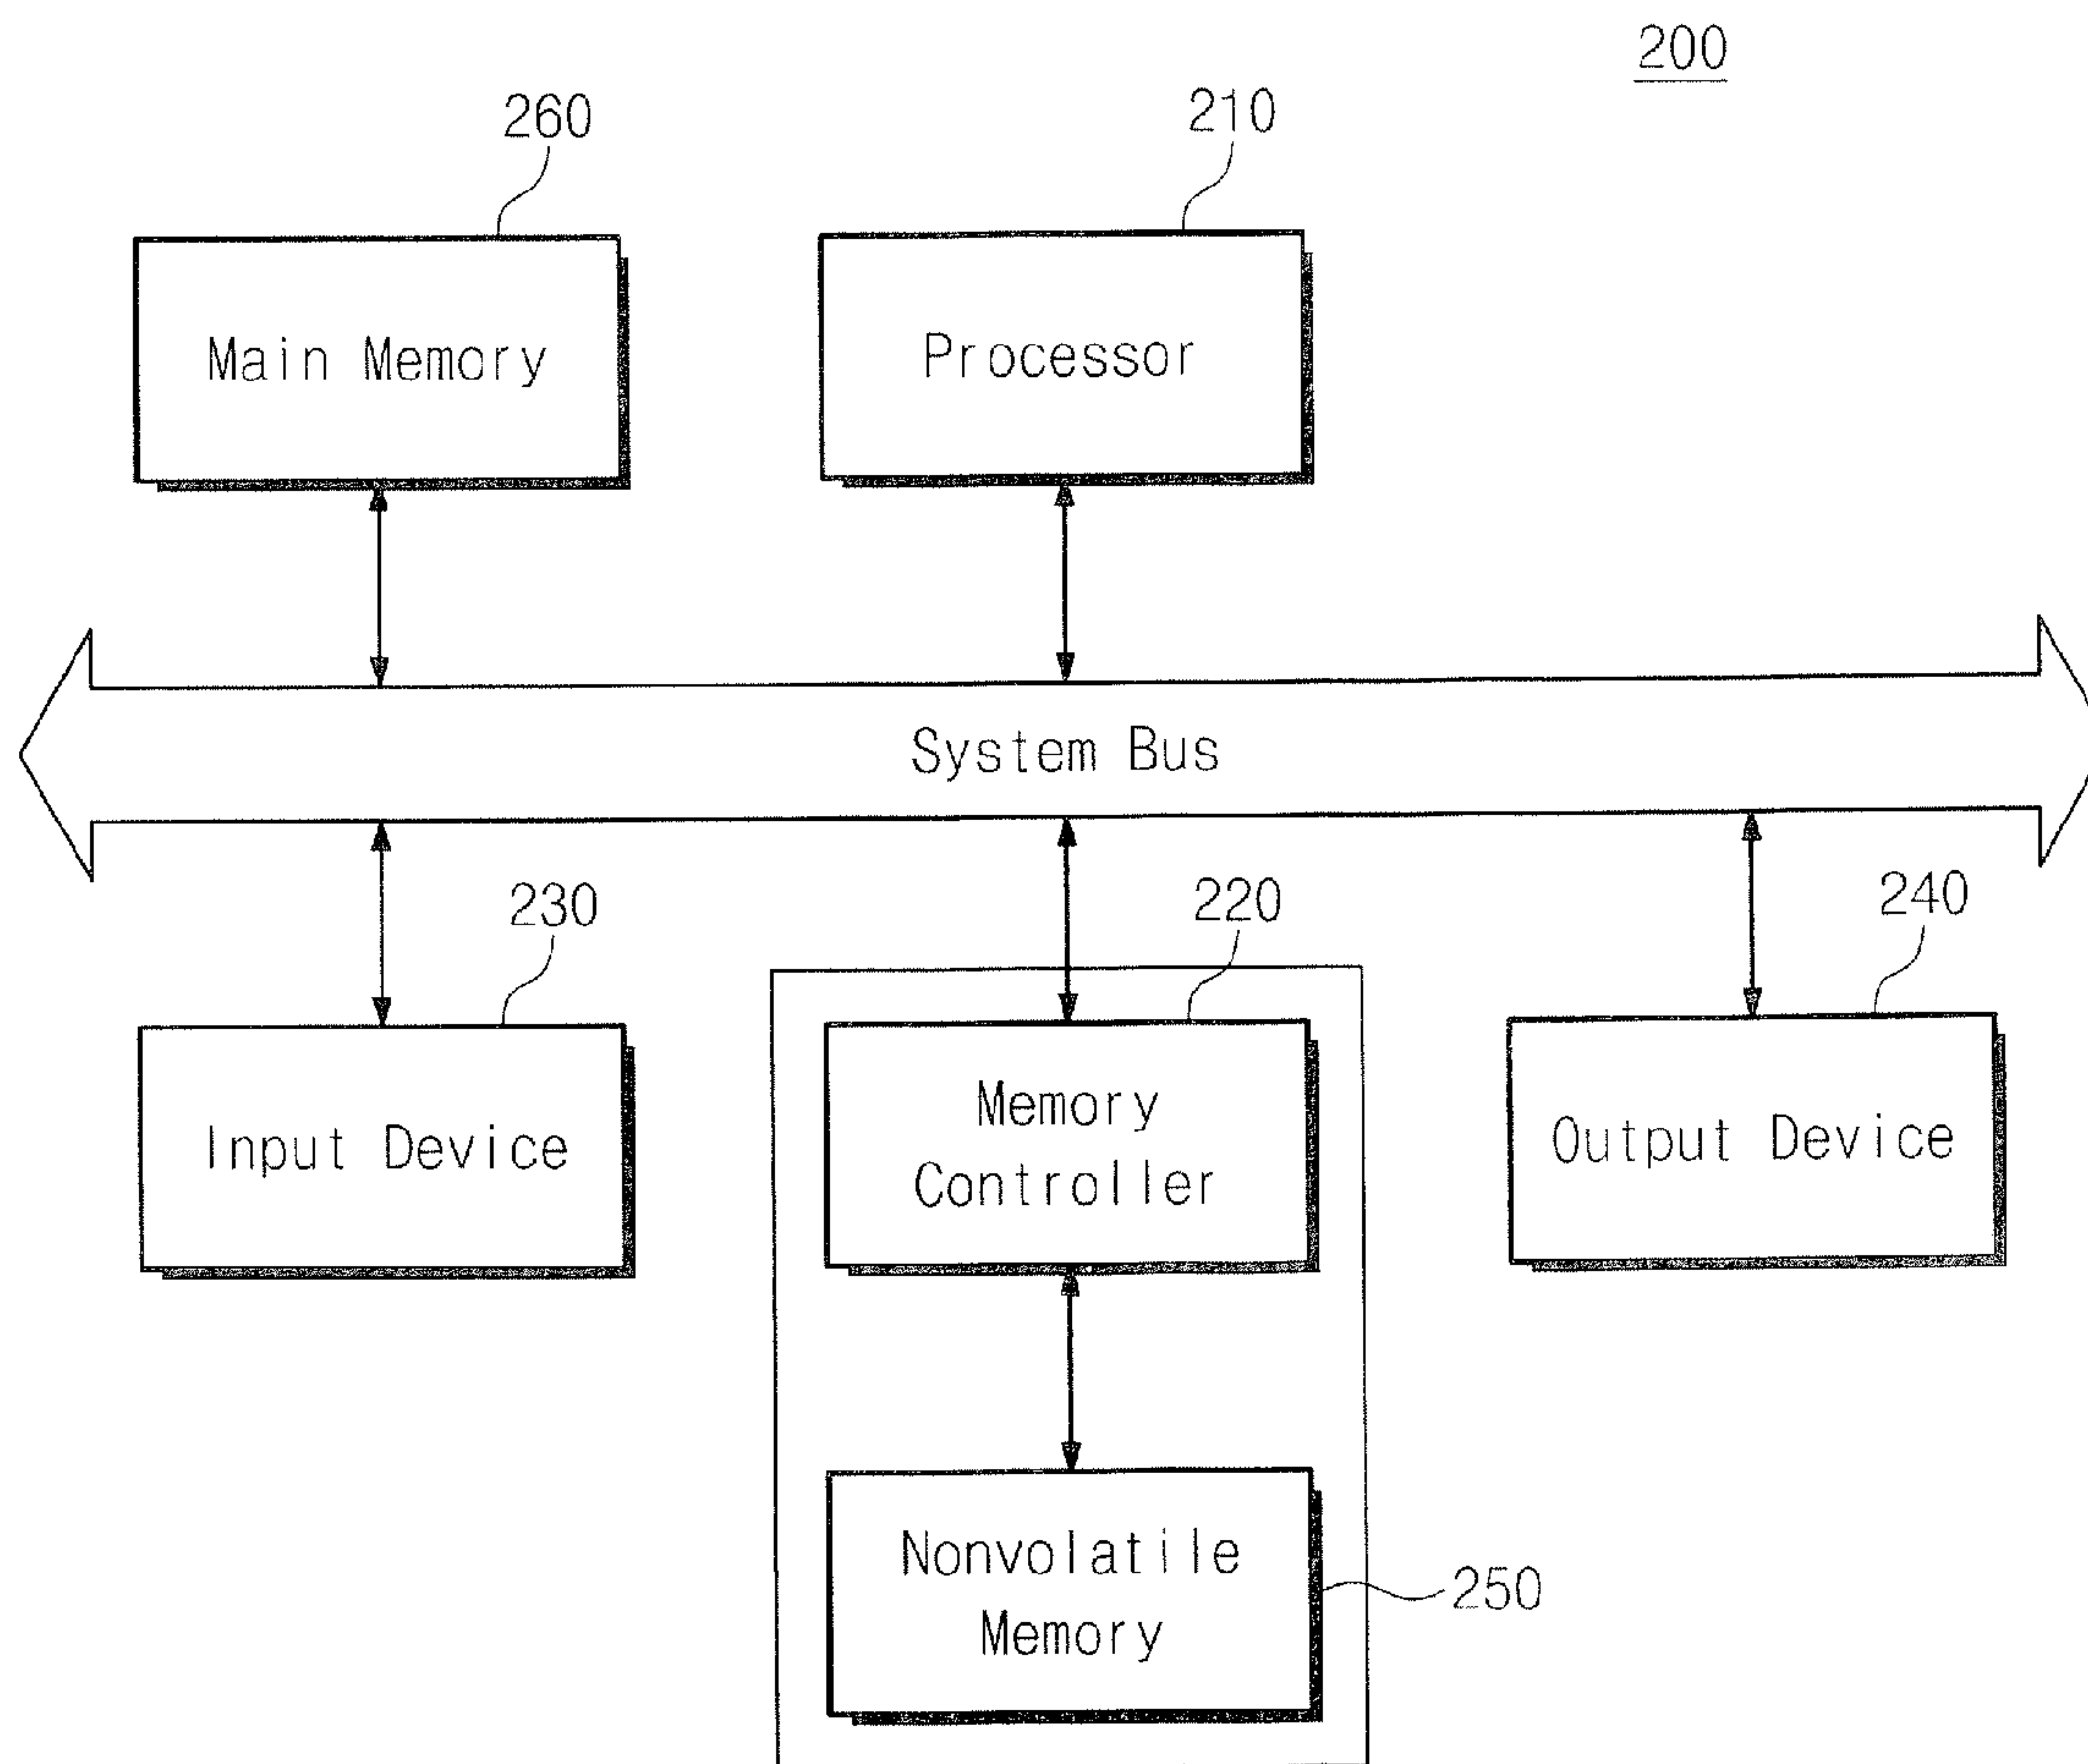 200
260
210
Main Memory
Processor
System Bus
230
220
240
Input Device
Memory
Controller
Output Device
Nonvolatile
Memory
250